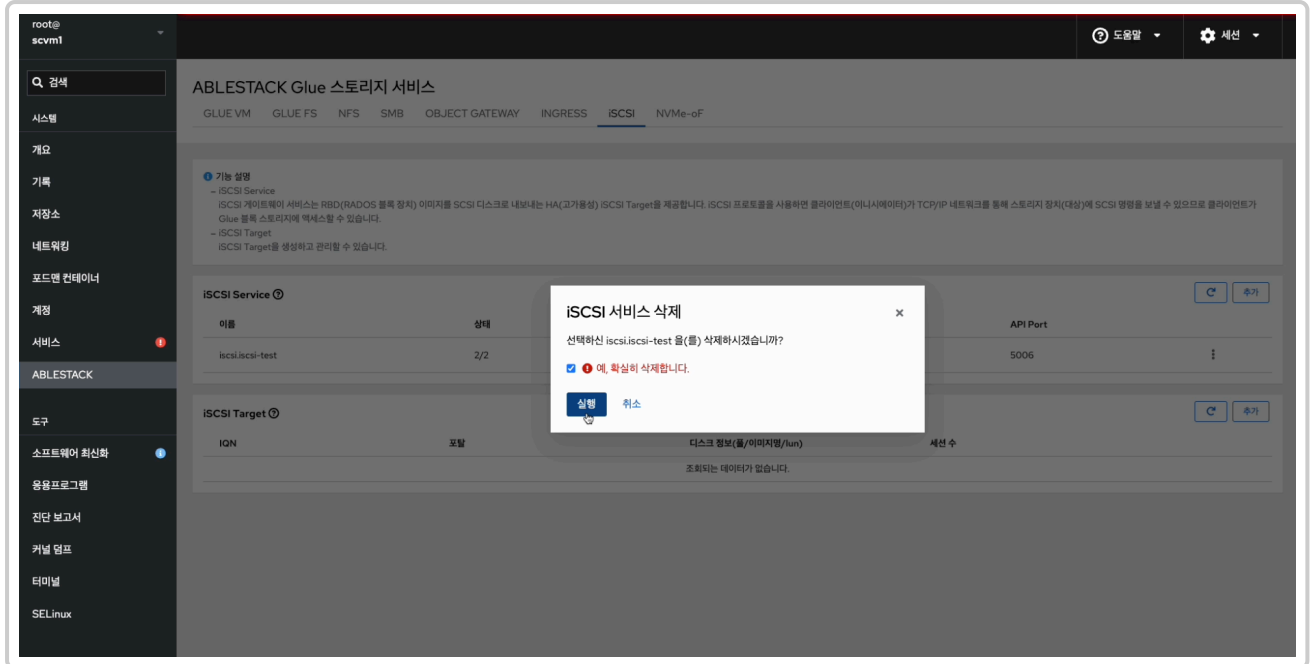 root@
scvm1
도움말
세션
검색
시스템
개요
기록
저장소
네트워킹
포드맨 컨테이너
계정
서비스
ABLESTACK
도구
소프트웨어 최신화
응용프로그램
진단 보고서
커널 덤프
터미널
SELinux
ABLESTACK Glue 스토리지 서비스
GLUE VM GLUE FS NFS SMB OBJECT GATEWAY INGRESS iSCSI NVMe-oF
기능 설명
– iSCSI Service
iSCSI 게이트웨이 서비스는 RBD(RADOS 블록 장치) 이미지를 SCSI 디스크로 내보내는 HA(고가용성) iSCSI Target을 제공합니다. iSCSI 프로토콜을 사용하면 클라이언트(이니시에이터)가 TCP/IP 네트워크를 통해 스토리지 장치(대상)에 SCSI 명령을 보낼 수 있으므로 클라이언트가
Glue 블록 스토리지에 액세스할 수 있습니다.
– iSCSI Target
iSCSI Target을 생성하고 관리할 수 있습니다.
iSCSI Service
추가
이름 상태 API Port
iscsi.iscsi-test 2/2 5006
iSCSI 서비스 삭제
선택하신 iscsi.iscsi-test 을(를) 삭제하시겠습니까?
예, 확실히 삭제합니다.
실행 취소
iSCSI Target
추가
IQN 포탈 디스크 정보(풀/이미지명/lun) 세션 수
조회되는 데이터가 없습니다.